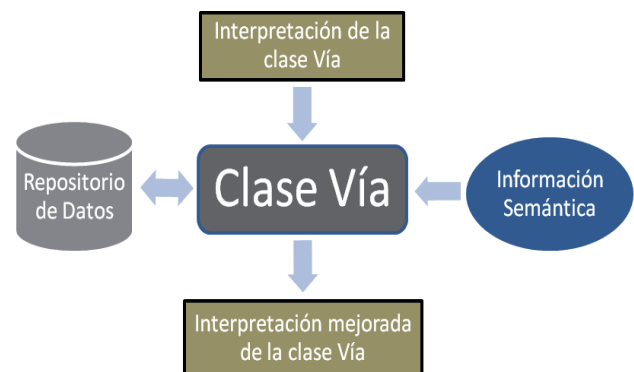 Interpretación de la
clase Vía
Repositorio
de Datos
Clase Vía
Información
Semántica
Interpretación mejorada
de la clase Vía